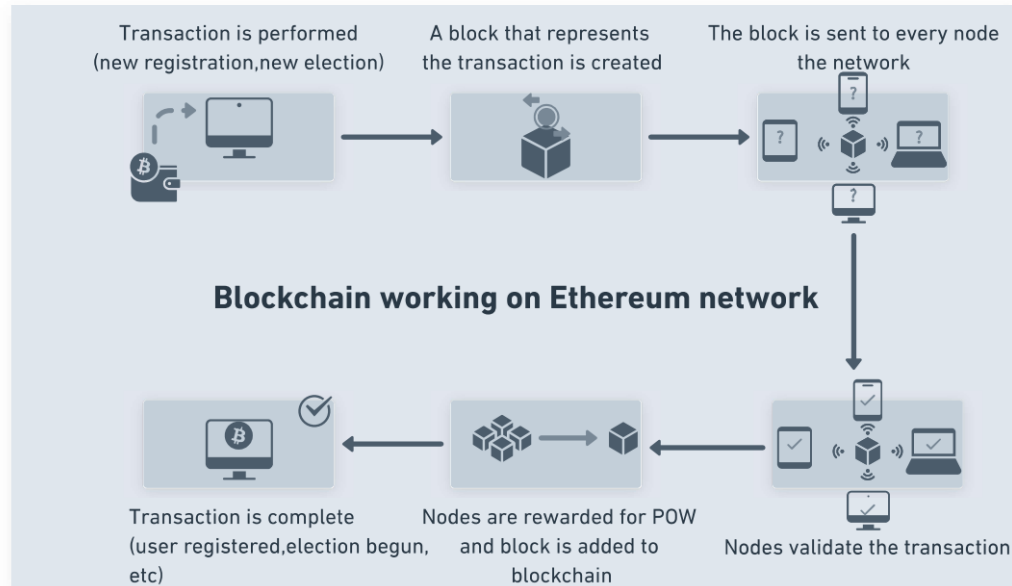 Transaction is performed
(new registration,new election)
A block that represents
the transaction is created
The block is sent to every node
the network
?
?
?
?
Blockchain working on Ethereum network
Transaction is complete
(user registered,election begun,
etc)
Nodes are rewarded for POW
and block is added to
blockchain
Nodes validate the transaction